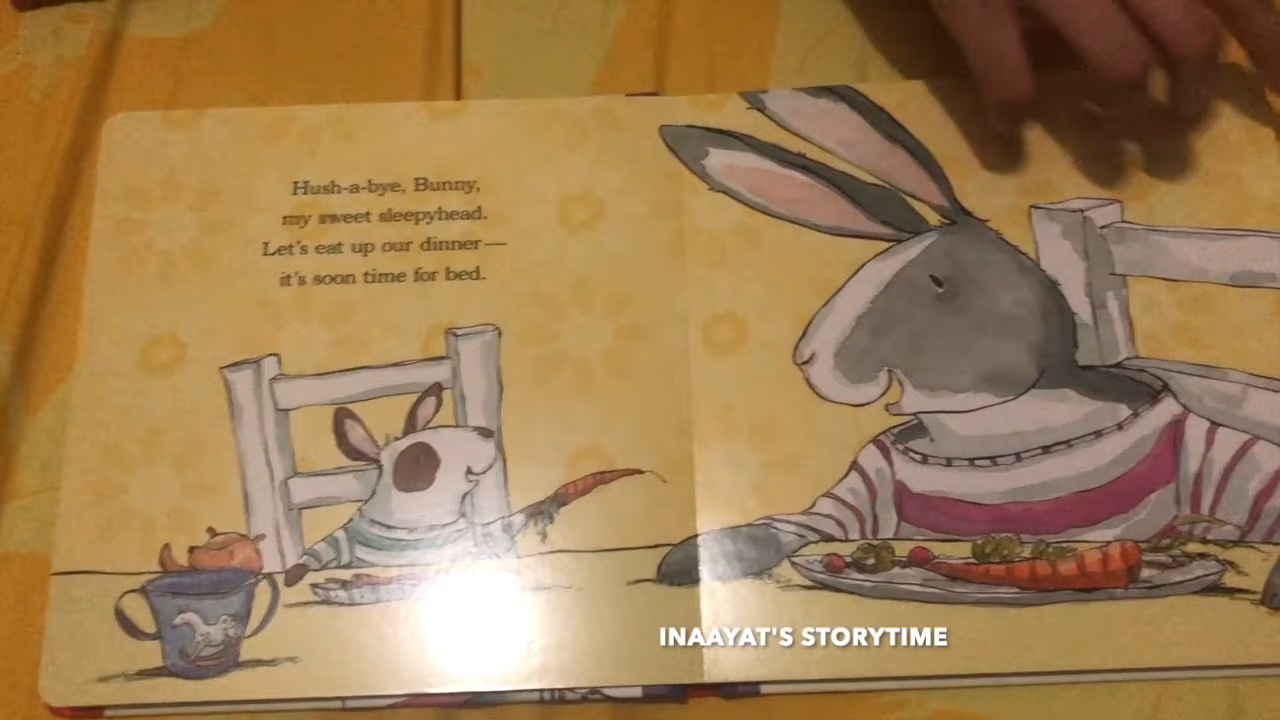 Hush-a-bye, Bunny,
my sweet sleepyhead.
Let's eat up our dinner—
it's soon time for bed.
INAAYAT'S STORYTIME